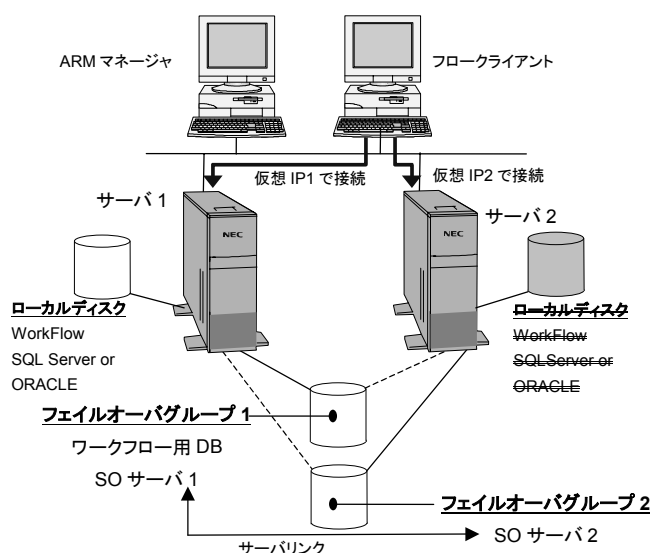 ARM マネージャ
フロークライアント
仮想 IP1 で接続
仮想 IP2 で接続
サーバ 1
サーバ 2
NEC
NEC
ローカルディスク
WorkFlow
SQL Server or
ORACLE
ローカルディスク
WorkFlow
SQLServer or
ORACLE
フェイルオーバグループ 1
ワークフロー用 DB
SO サーバ 1
フェイルオーバグループ 2
SO サーバ 2
サーバリンク